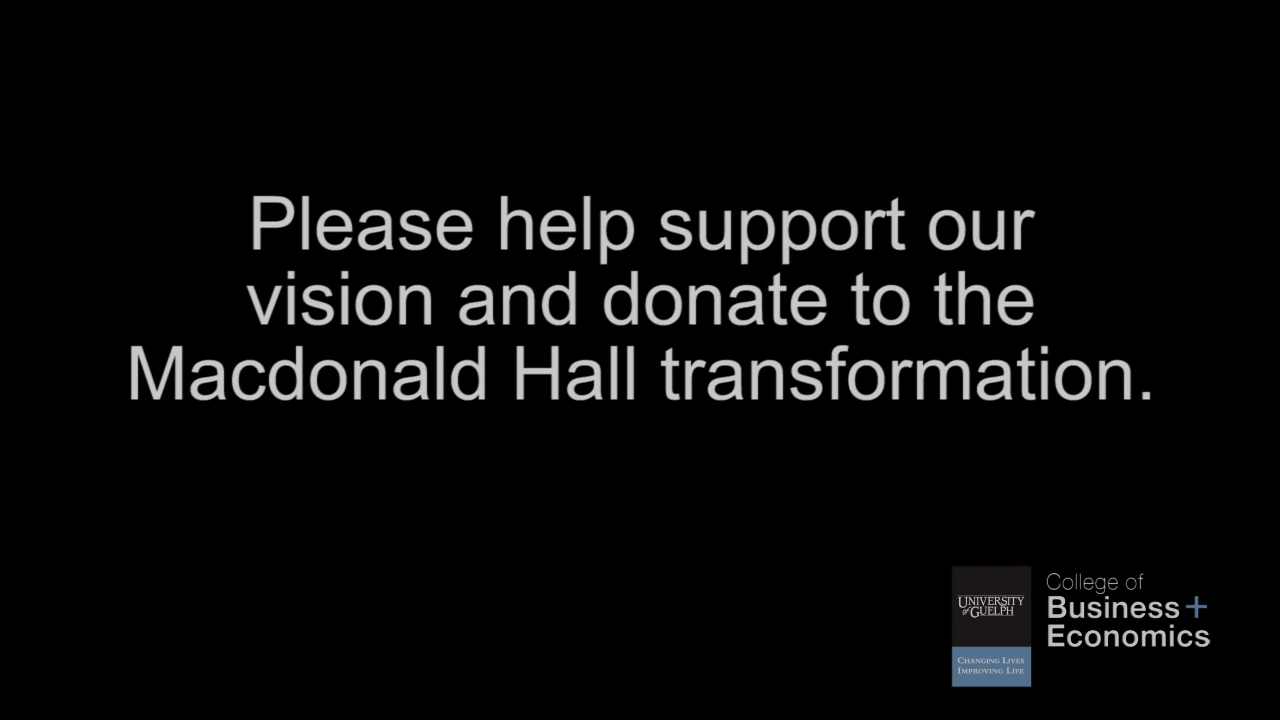 Please help support our
vision and donate to the
Macdonald Hall transformation.
UNIVERSITY
of GUELPH
CHANGING LIVES
IMPROVING LIFE
College of
Business+
Economics